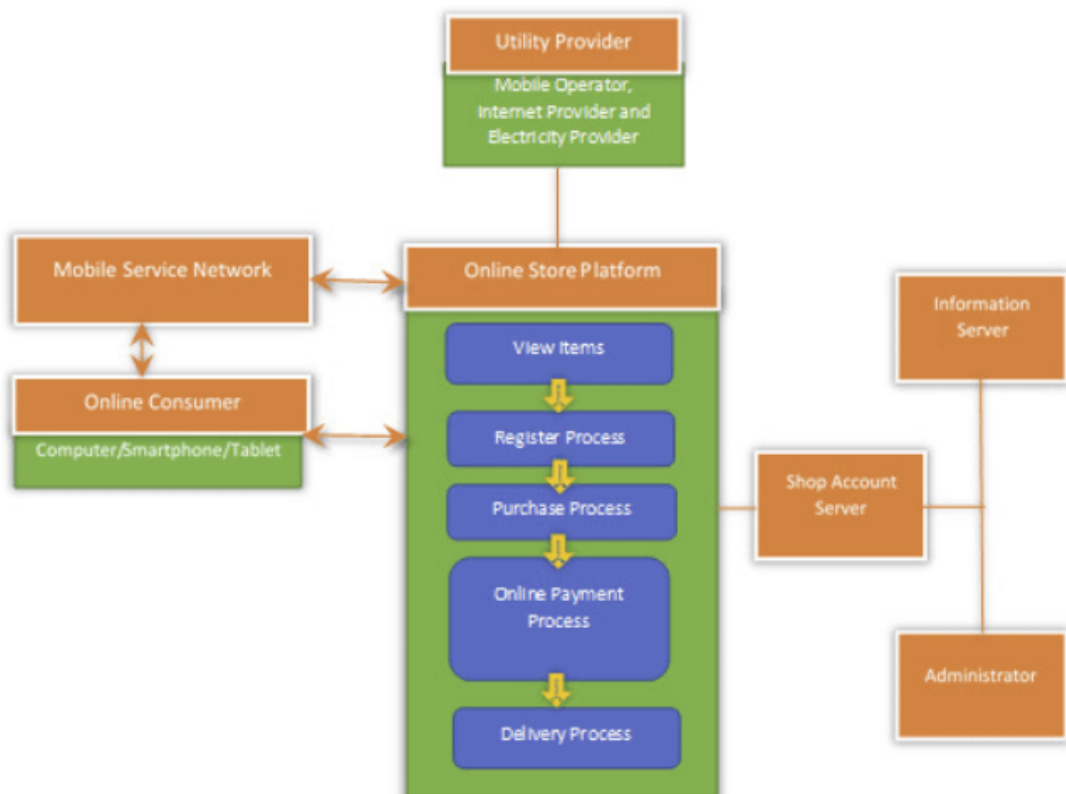 Utility Provider
Mobile Operator,
Internet Provider and
Electricity Provider
Mobile Service Network
Online Store Platform
Information
Server
View Items
Online Consumer
Computer/Smartphone/Tablet
Register Process
Shop Account
Server
Purchase Process
Online Payment
Process
Administrator
Delivery Process